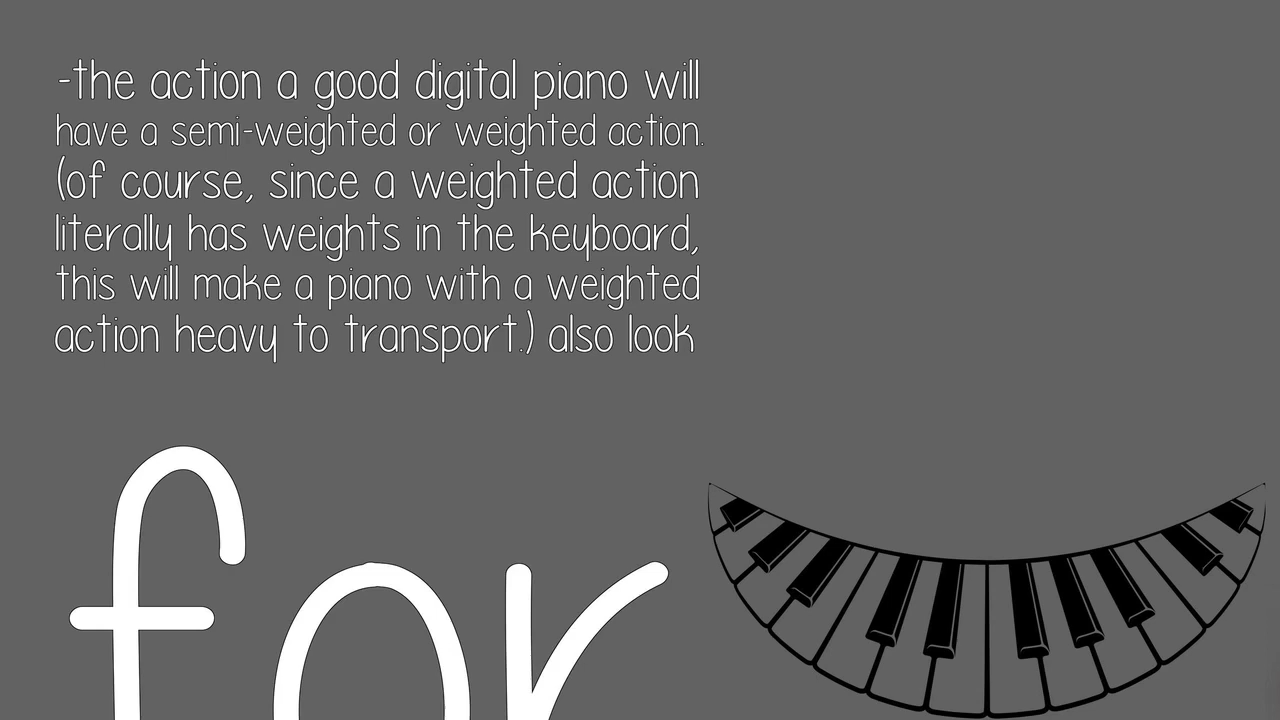 -the action a good digital piano will
have a semi-weighted or weighted action.
(of course, since a weighted action
literally has weights in the keyboard,
this will make a piano with a weighted
action heavy to transport.) also look
for